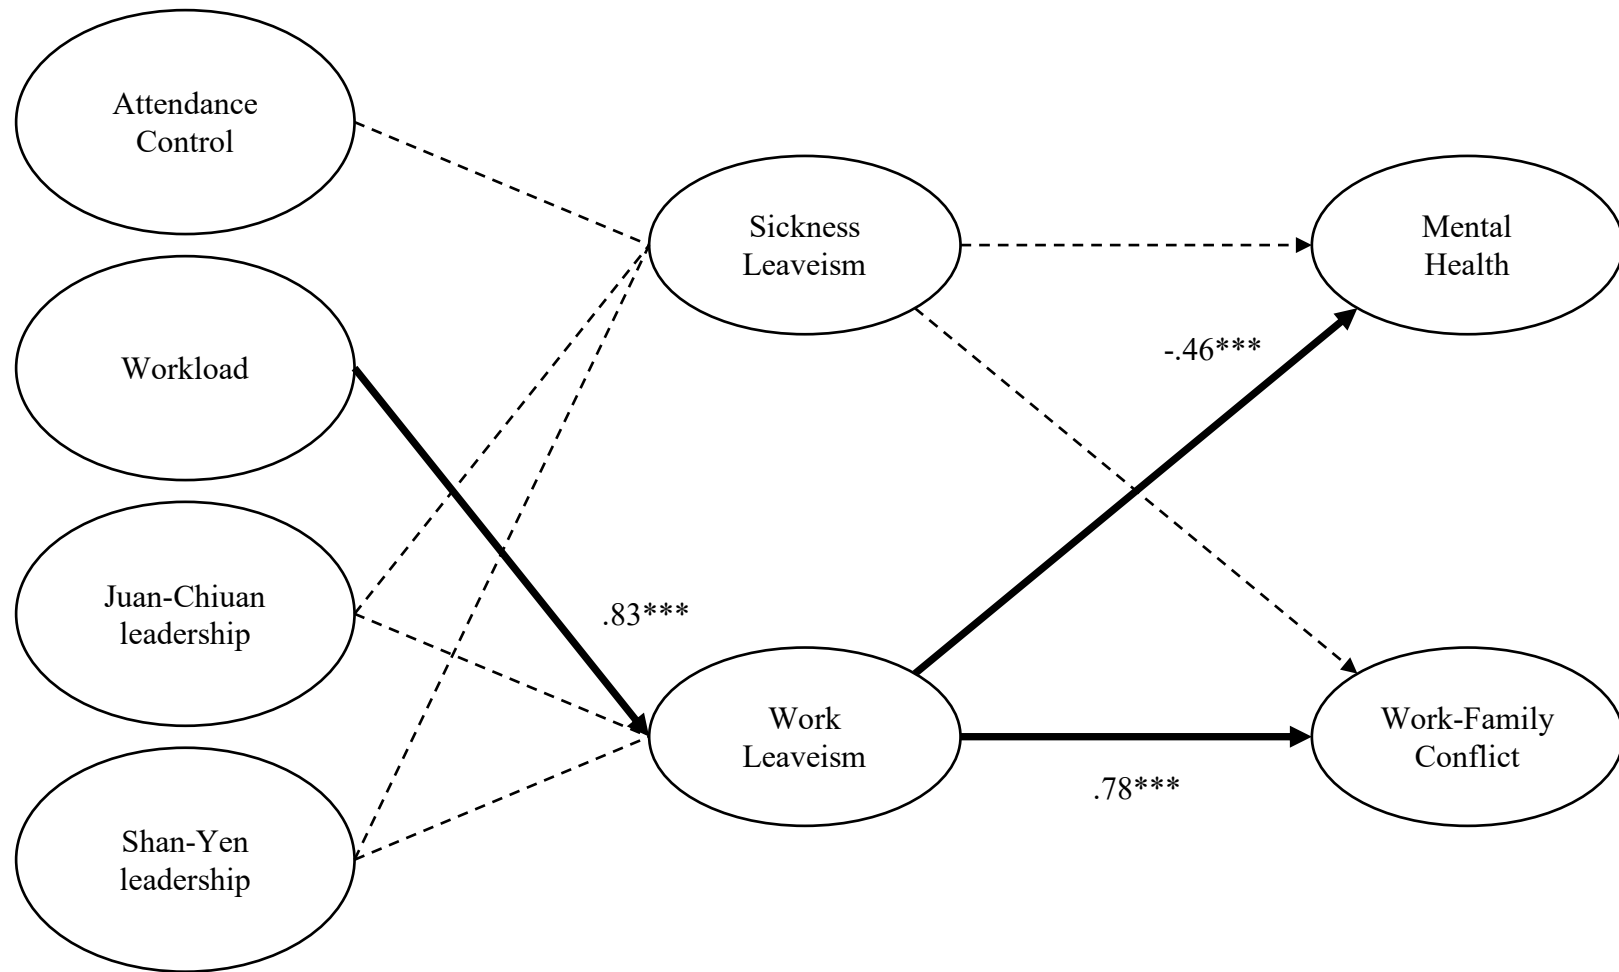 Attendance
Control
Workload
Juan-Chiuan
leadership
Shan-Yen
leadership
Sickness
Leaveism
Work
Leaveism
Mental
Health
Work-Family
Conflict
-.46***
.83***
.78***